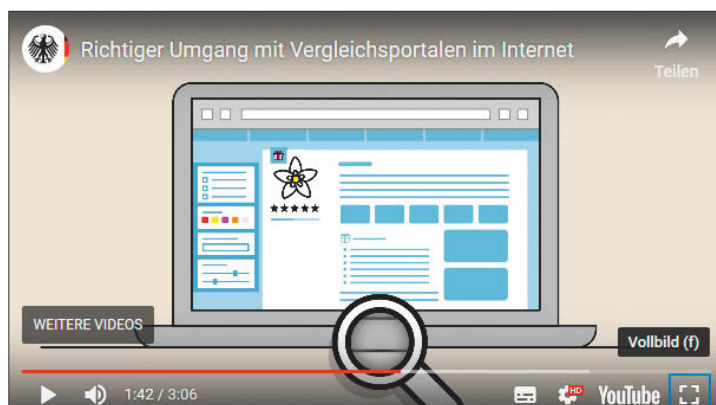 Richtiger Umgang mit Vergleichsportalen im Internet
Teilen
WEITERE VIDEOS
Vollbild (f)
1:42 / 3:06
HD
YouTube